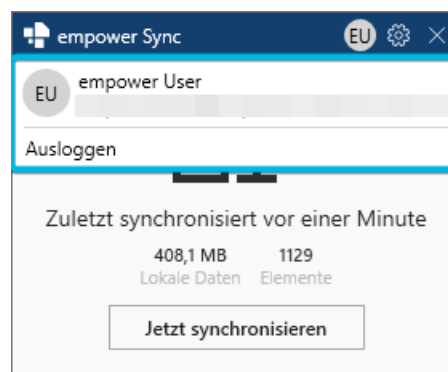 empower Sync EU
EU empower User
Ausloggen
Zuletzt synchronisiert vor einer Minute
408,1 MB 1129
Lokale Daten Elemente
Jetzt synchronisieren